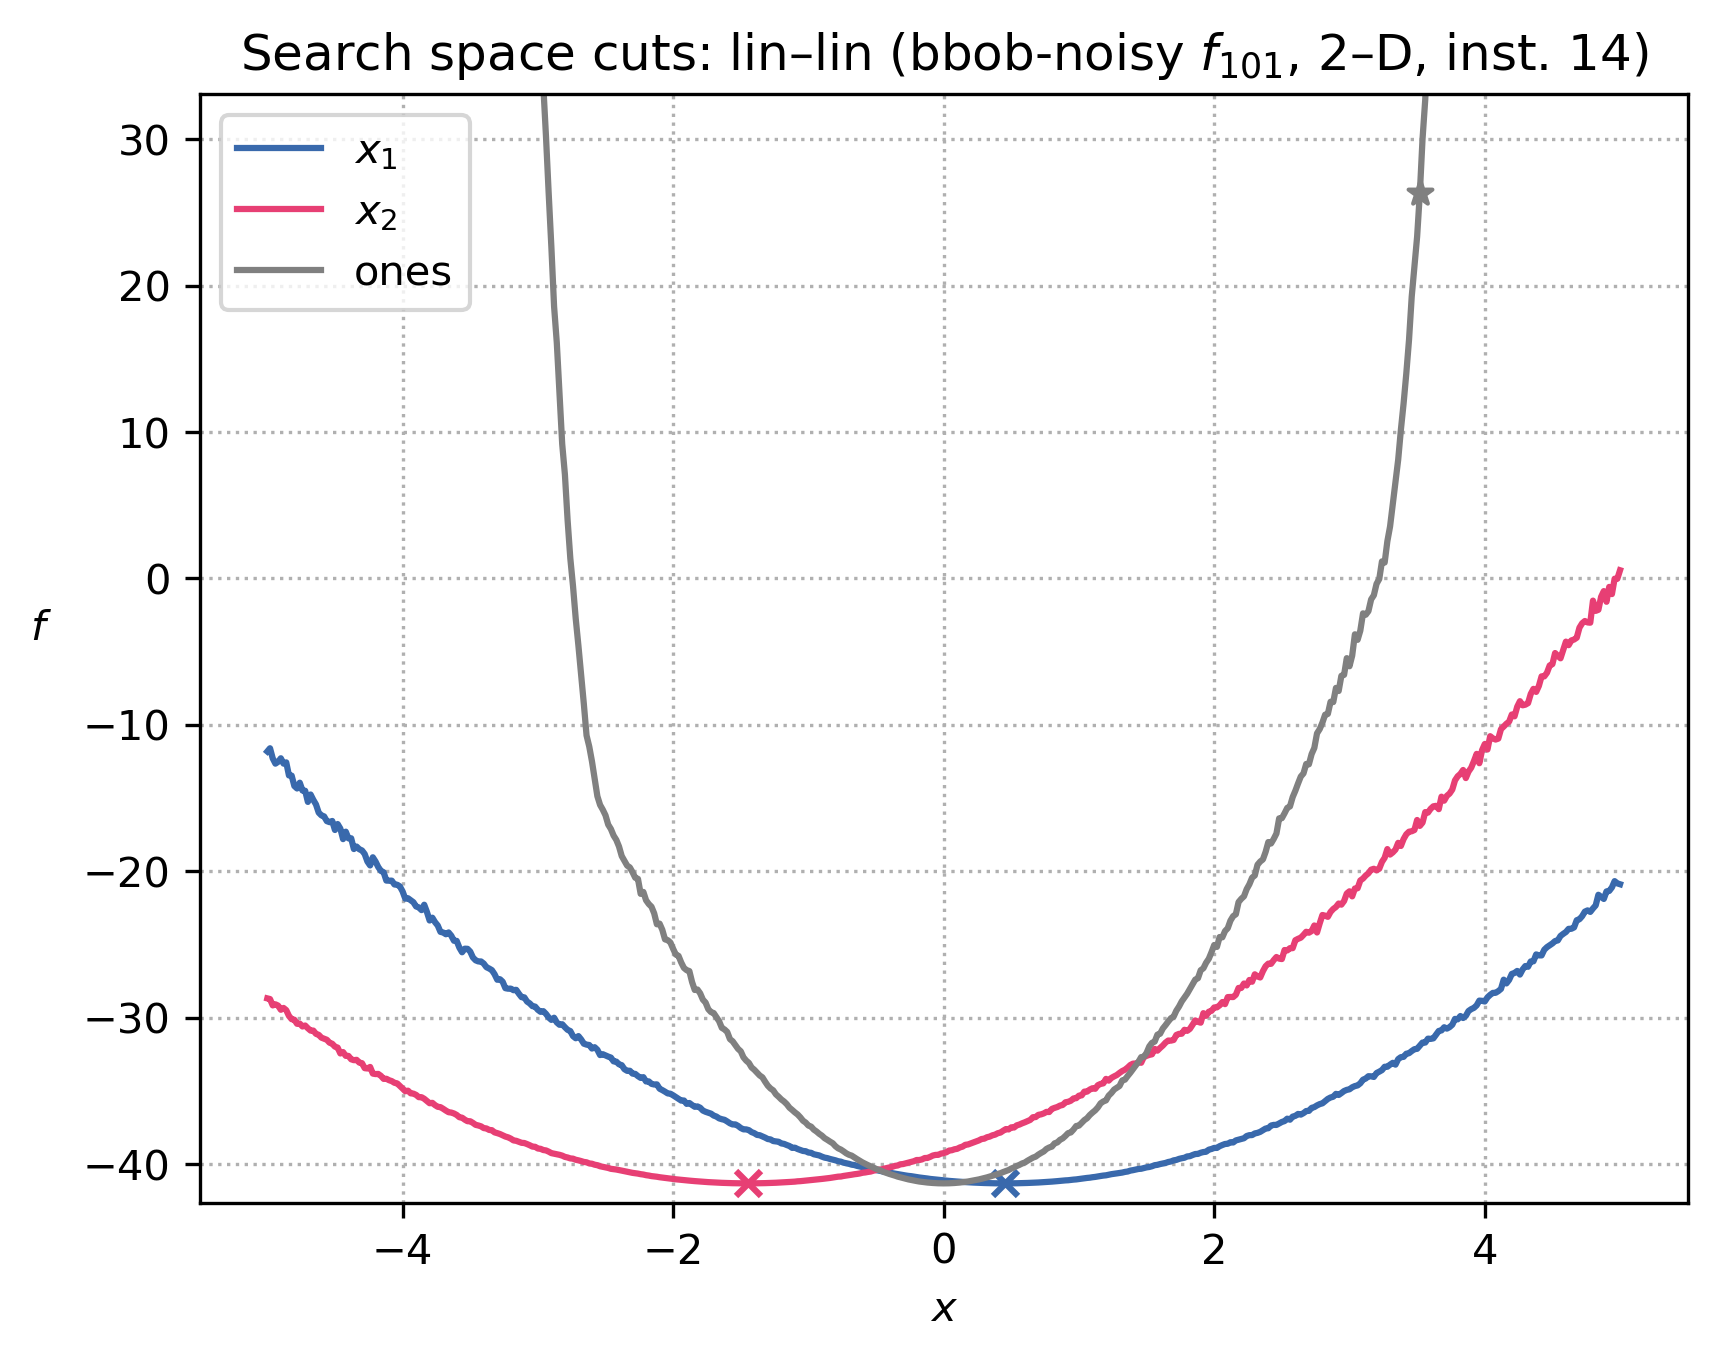 Search space cuts: lin–lin (bbob-noisy f₁₀₁, 2–D, inst. 14)
x₁
x₂
ones
30
20
10
0
−10
−20
−30
−40
f
−4
−2
0
2
4
x